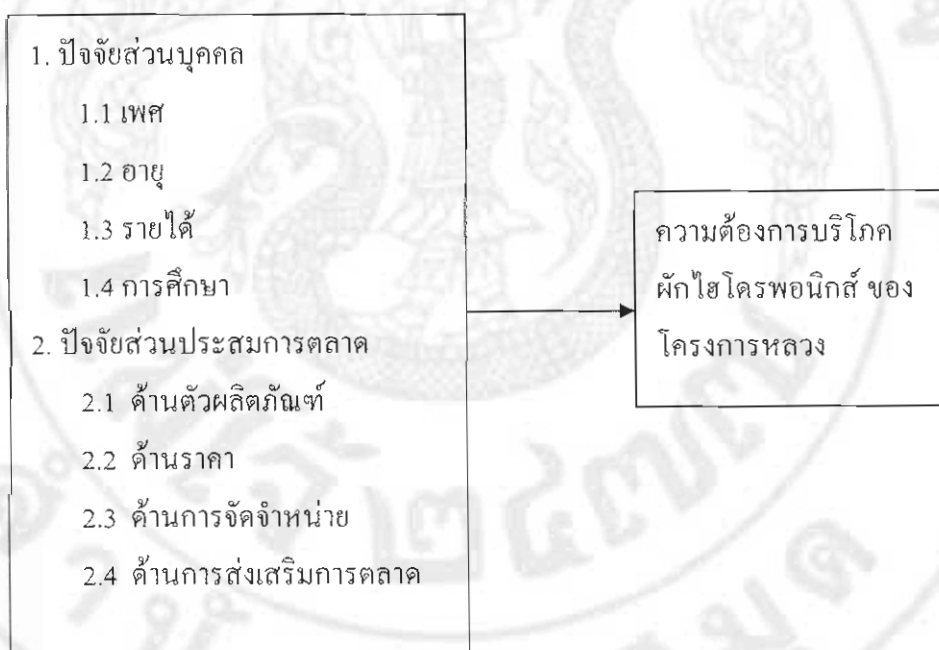 1. ปัจจัยส่วนบุคคล
1.1 เพศ
1.2 อายุ
1.3 รายได้
1.4 การศึกษา
2. ปัจจัยส่วนประสมการตลาด
2.1 ด้านตัวผลิตภัณฑ์
2.2 ด้านราคา
2.3 ด้านการจัดจำหน่าย
2.4 ด้านการส่งเสริมการตลาด
ความต้องการบริโภค
ผักไฮโดรพอนิกส์ ของ
โครงการหลวง
๒๔๗๗